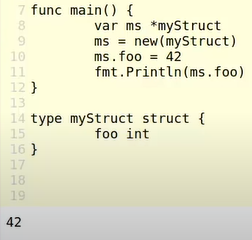 7 func main() {
8 var ms *myStruct
9 ms = new(myStruct)
10 ms.foo = 42
11 fmt.Println(ms.foo)
12 }
13
14 type myStruct struct {
15 foo int
16 }
17
18
19
42